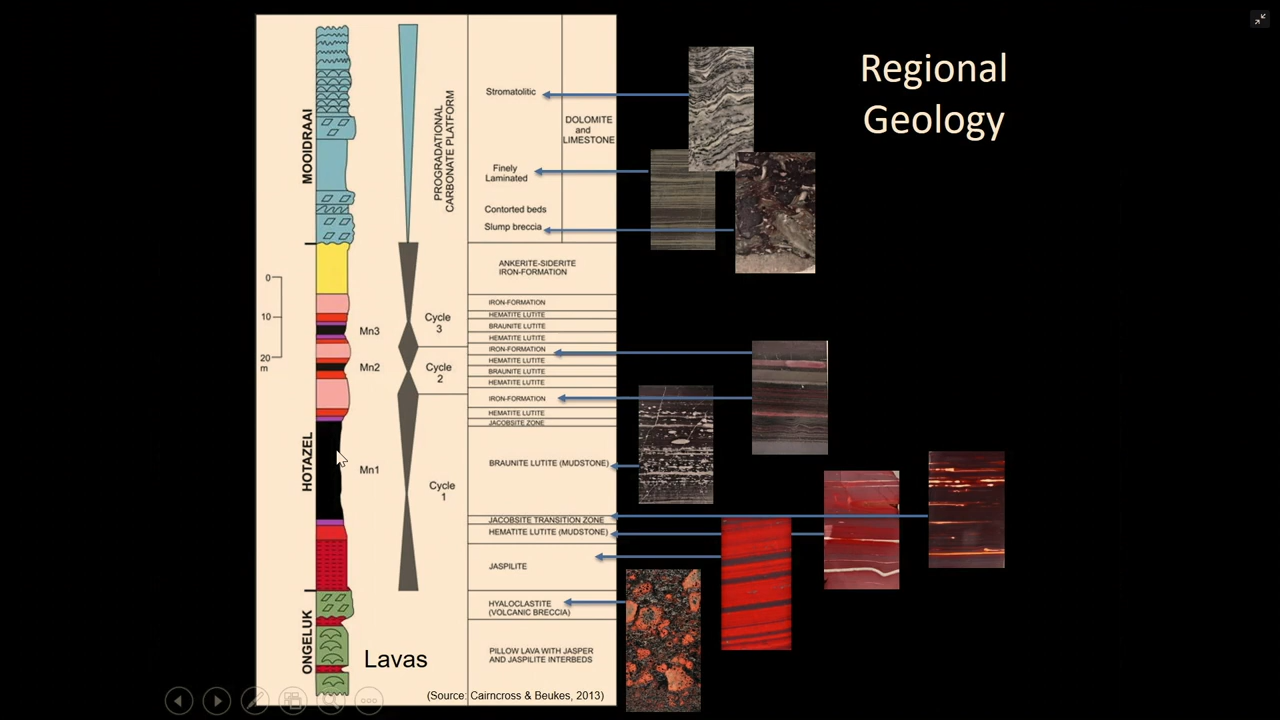 Regional
Geology
MOOIDRAAI
HOTAZEL
ONGELUK
0
10
20
m
Mn3
Mn2
Mn1
Lavas
PROGRADATIONAL
CARBONATE PLATFORM
Cycle
3
Cycle
2
Cycle
1
Stromatolitic
DOLOMITE
and
LIMESTONE
Finely
Laminated
Contorted beds
Slump breccia
ANKERITE-SIDERITE
IRON-FORMATION
IRON-FORMATION
HEMATITE LUTITE
BRAUNITE LUTITE
HEMATITE LUTITE
IRON-FORMATION
HEMATITE LUTITE
BRAUNITE LUTITE
HEMATITE LUTITE
IRON-FORMATION
HEMATITE LUTITE
JACOBSITE ZONE
BRAUNITE LUTITE (MUDSTONE)
JACOBSITE TRANSITION ZONE
HEMATITE LUTITE (MUDSTONE)
JASPILITE
HYALOCLASTITE
(VOLCANIC BRECCIA)
PILLOW LAVA WITH JASPER
AND JASPILITE INTERBEDS
(Source: Cairncross & Beukes, 2013)